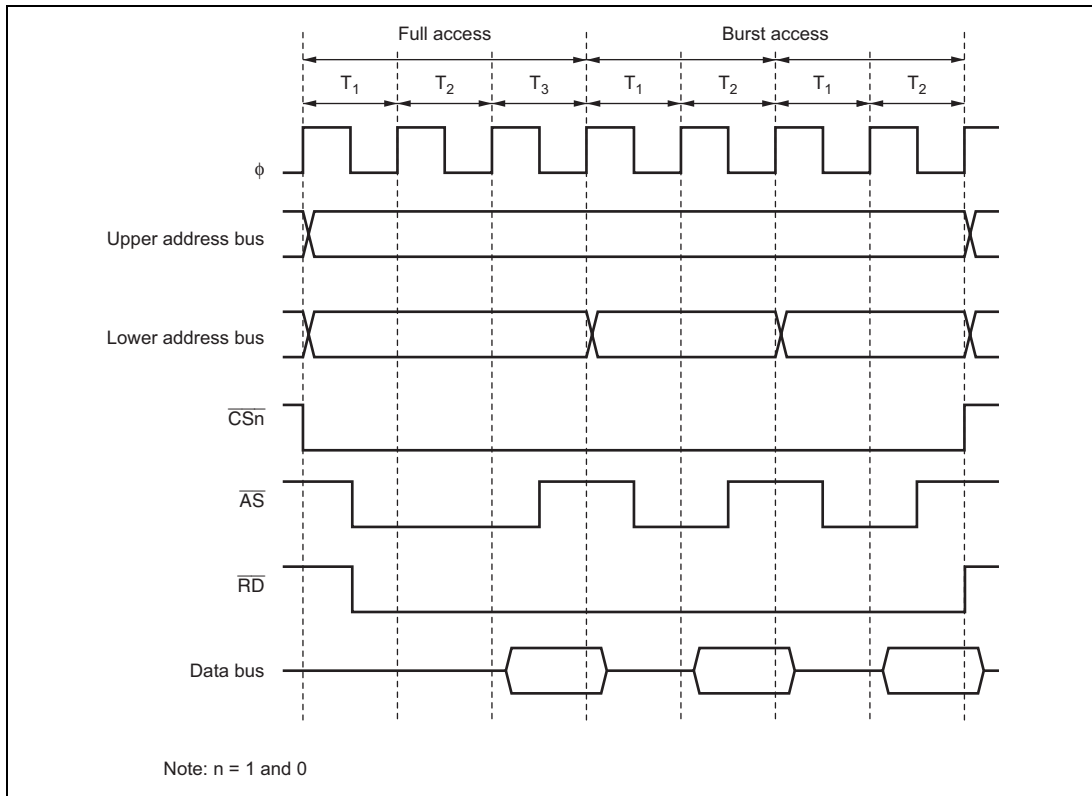 Full access Burst access
T1 T2 T3 T1 T2 T1 T2
ϕ
Upper address bus
Lower address bus
CSn
AS
RD
Data bus
Note: n = 1 and 0